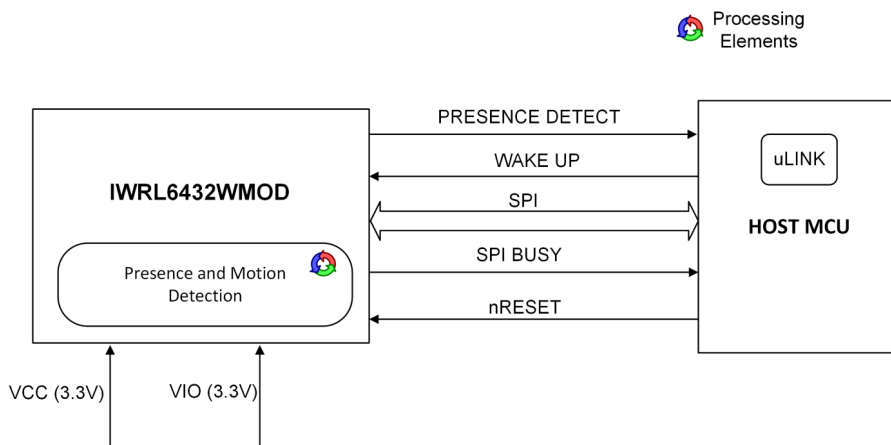 Processing
Elements
PRESENCE DETECT
WAKE UP
uLINK
IWRL6432WMOD
SPI
HOST MCU
SPI BUSY
Presence and Motion
Detection
nRESET
VCC (3.3V)
VIO (3.3V)